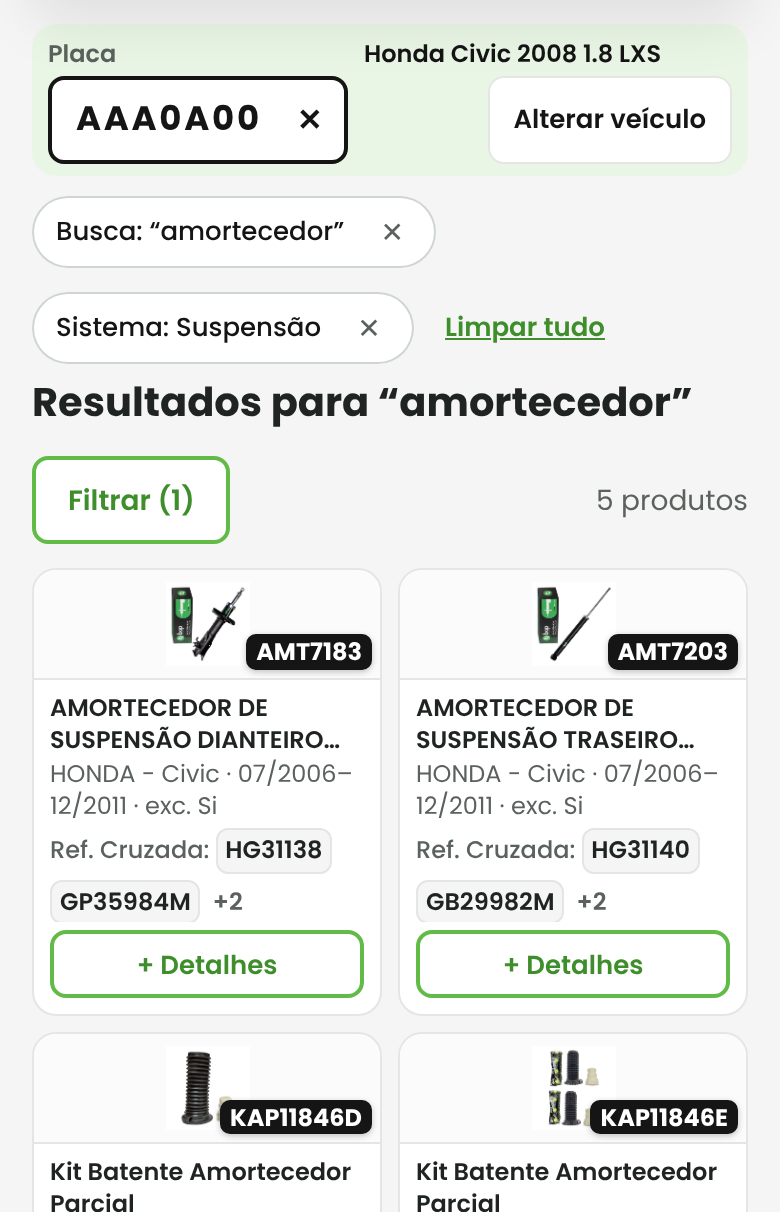 Placa
Honda Civic 2008 1.8 LXS
AAA0A00 ✕
Alterar veículo
Busca: “amortecedor” ✕
Sistema: Suspensão ✕
Limpar tudo
Resultados para “amortecedor”
Filtrar (1)
5 produtos
AMT7183
AMORTECEDOR DE
SUSPENSÃO DIANTEIRO...
HONDA - Civic · 07/2006–
12/2011 · exc. Si
Ref. Cruzada: HG31138
GP35984M +2
+ Detalhes
AMT7203
AMORTECEDOR DE
SUSPENSÃO TRASEIRO...
HONDA - Civic · 07/2006–
12/2011 · exc. Si
Ref. Cruzada: HG31140
GB29982M +2
+ Detalhes
KAP11846D
Kit Batente Amortecedor
Parcial
KAP11846E
Kit Batente Amortecedor
Parcial